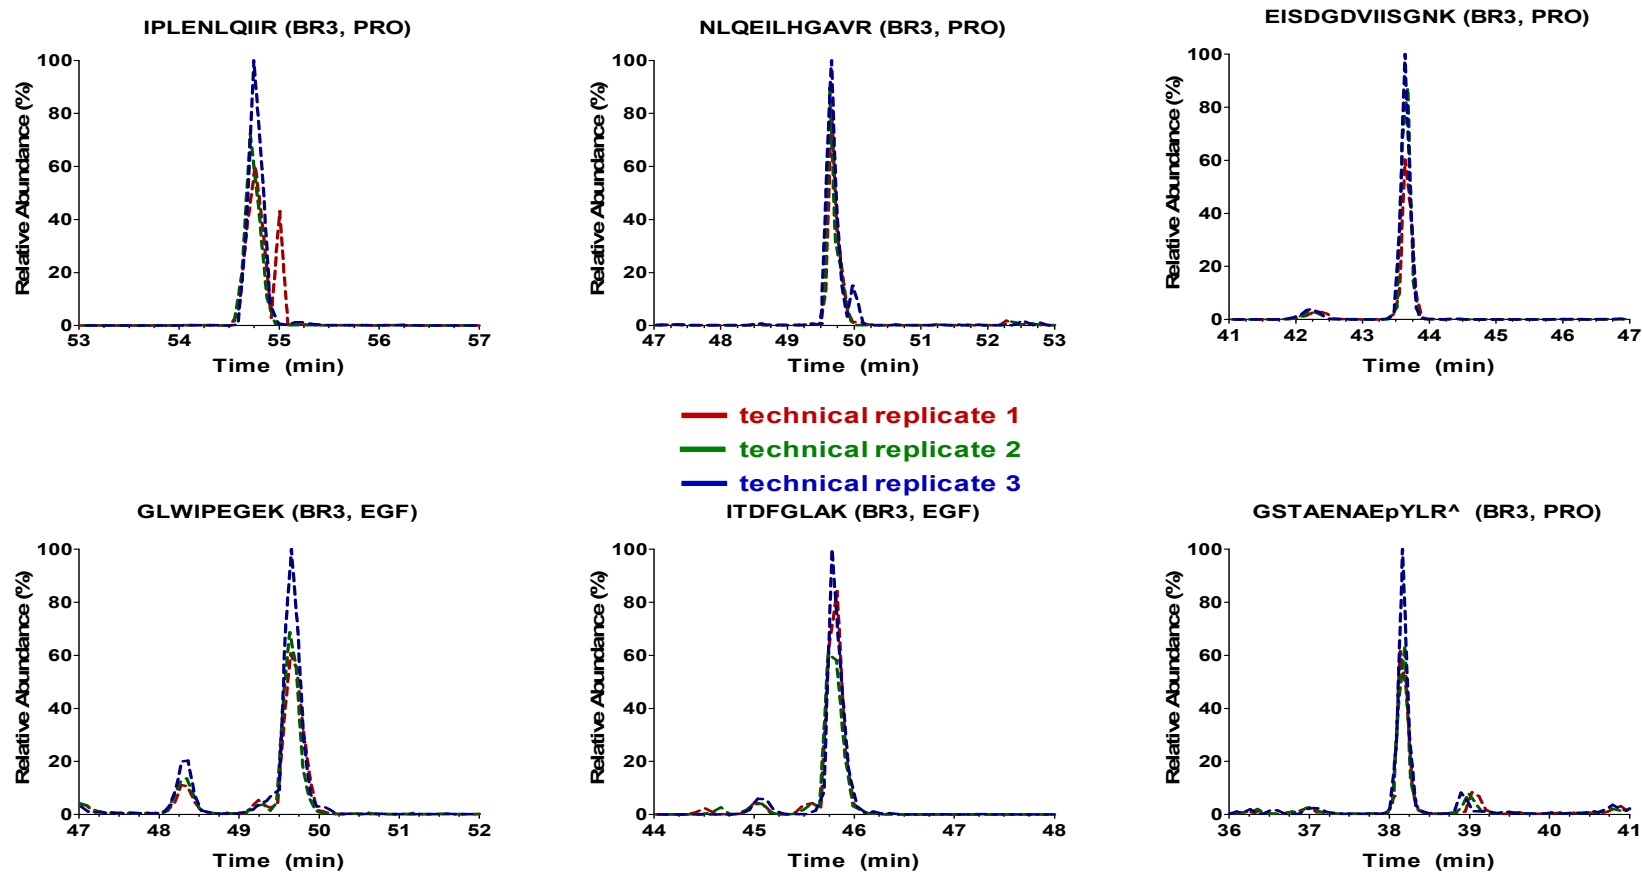 IPLENLQIIR (BR3, PRO)
Relative Abundance (%)
100
80
60
40
20
0
53 54 55 56 57
Time (min)
NLQEILHGAVR (BR3, PRO)
Relative Abundance (%)
100
80
60
40
20
0
47 48 49 50 51 52 53
Time (min)
EISDGDVIISGNK (BR3, PRO)
Relative Abundance (%)
100
80
60
40
20
0
41 42 43 44 45 46 47
Time (min)
technical replicate 1
technical replicate 2
technical replicate 3
GLWIPEGEK (BR3, EGF)
Relative Abundance (%)
100
80
60
40
20
0
47 48 49 50 51 52
Time (min)
ITDFGLAK (BR3, EGF)
Relative Abundance (%)
100
80
60
40
20
0
44 45 46 47 48
Time (min)
GSTAENAEpYLR^ (BR3, PRO)
Relative Abundance (%)
100
80
60
40
20
0
36 37 38 39 40 41
Time (min)